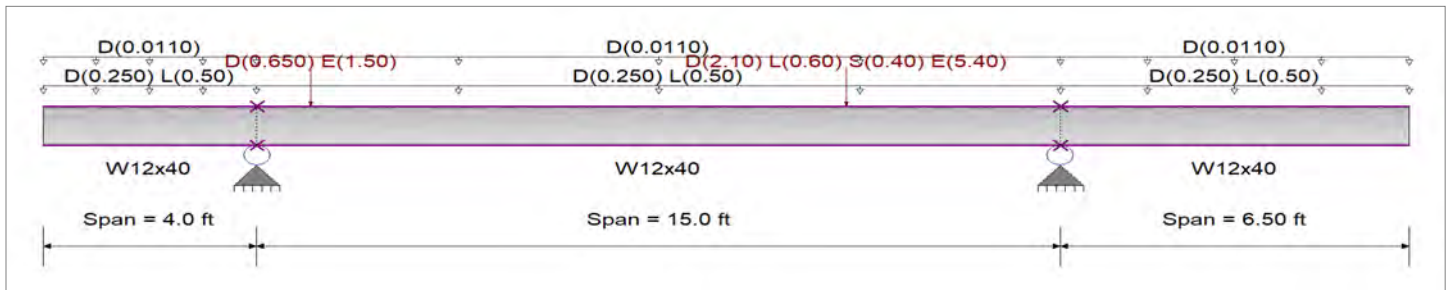 D(0.0110) D(0.0110) D(0.0110)
D(0.650) E(1.50) D(2.10) L(0.60) S(0.40) E(5.40)
D(0.250) L(0.50) D(0.250) L(0.50) D(0.250) L(0.50)
W12x40 W12x40 W12x40
Span = 4.0 ft Span = 15.0 ft Span = 6.50 ft